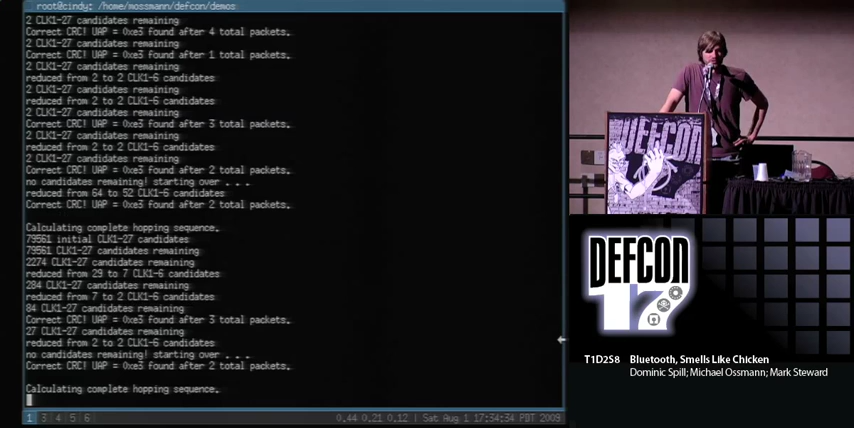 root@cindy: /home/mossmann/defcon/demos
2 CLK1-27 candidates remaining
Correct CRC! UAP = 0xe3 found after 4 total packets.
2 CLK1-27 candidates remaining
Correct CRC! UAP = 0xe3 found after 1 total packets.
2 CLK1-27 candidates remaining
reduced from 2 to 2 CLK1-6 candidates
2 CLK1-27 candidates remaining
reduced from 2 to 2 CLK1-6 candidates
2 CLK1-27 candidates remaining
Correct CRC! UAP = 0xe3 found after 3 total packets.
2 CLK1-27 candidates remaining
reduced from 2 to 2 CLK1-6 candidates
2 CLK1-27 candidates remaining
Correct CRC! UAP = 0xe3 found after 2 total packets.
no candidates remaining! starting over . . .
reduced from 64 to 52 CLK1-6 candidates
Correct CRC! UAP = 0xe3 found after 2 total packets.
Calculating complete hopping sequence.
79561 initial CLK1-27 candidates
79561 CLK1-27 candidates remaining
2274 CLK1-27 candidates remaining
reduced from 29 to 7 CLK1-6 candidates
284 CLK1-27 candidates remaining
reduced from 7 to 2 CLK1-6 candidates
84 CLK1-27 candidates remaining
Correct CRC! UAP = 0xe3 found after 3 total packets.
27 CLK1-27 candidates remaining
reduced from 2 to 2 CLK1-6 candidates
no candidates remaining! starting over . . .
Correct CRC! UAP = 0xe3 found after 2 total packets.
Calculating complete hopping sequence.
1 3 4 5 6
0.44 0.21 0.12 | Sat Aug 1 17:34:34 PDT 2009
DEFCON
DEFCON
17
T1D2S8 Bluetooth, Smells Like Chicken
Dominic Spill; Michael Ossmann; Mark Steward